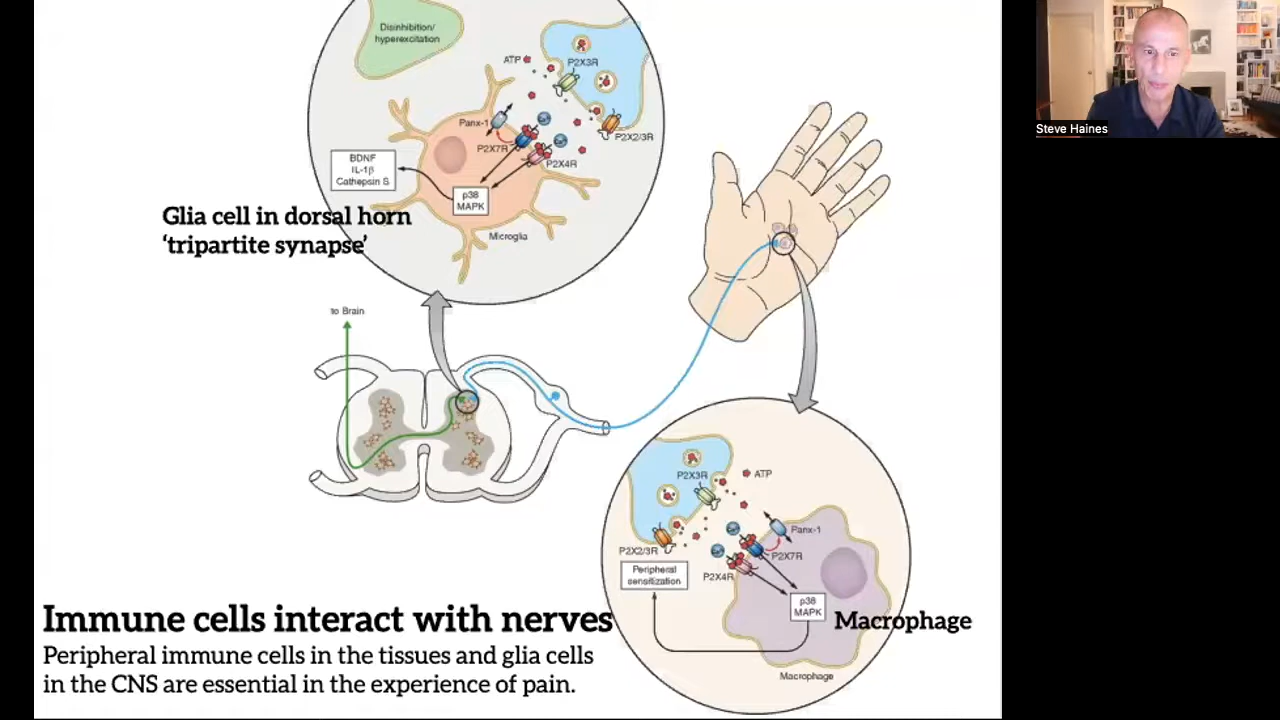 Disinhibition/
hyperexcitation
ATP
P2X3R
Panx-1
P2X7R
P2X2/3R
P2X4R
BDNF
IL-1β
Cathepsin S
p38
MAPK
Microglia
Glia cell in dorsal horn
‘tripartite synapse’
to Brain
P2X3R
ATP
Panx-1
P2X2/3R
P2X7R
P2X4R
Peripheral
sensitization
p38
MAPK
Macrophage
Macrophage
Immune cells interact with nerves
Peripheral immune cells in the tissues and glia cells
in the CNS are essential in the experience of pain.
Steve Haines